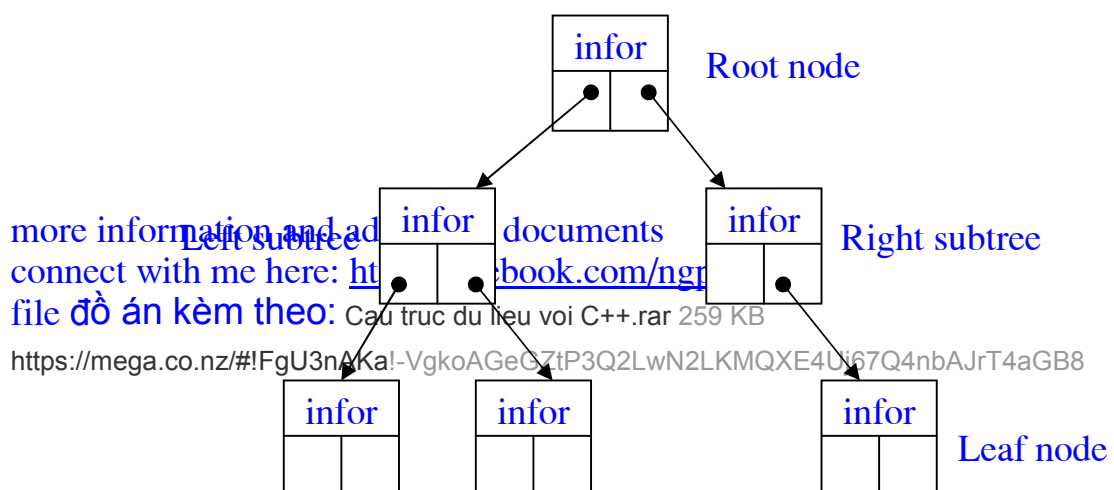 infor
Root node
infor
infor
more information and ad documents
Left subtree
Right subtree
connect with me here: ht ebook.com/ngp
file đồ án kèm theo: Cau truc du lieu voi C++.rar 259 KB
https://mega.co.nz/#!FgU3nAKa!-VgkoAGeGZtP3Q2LwN2LKMQXE4Uj67Q4nbAJrT4aGB8
infor
infor
infor
Leaf node